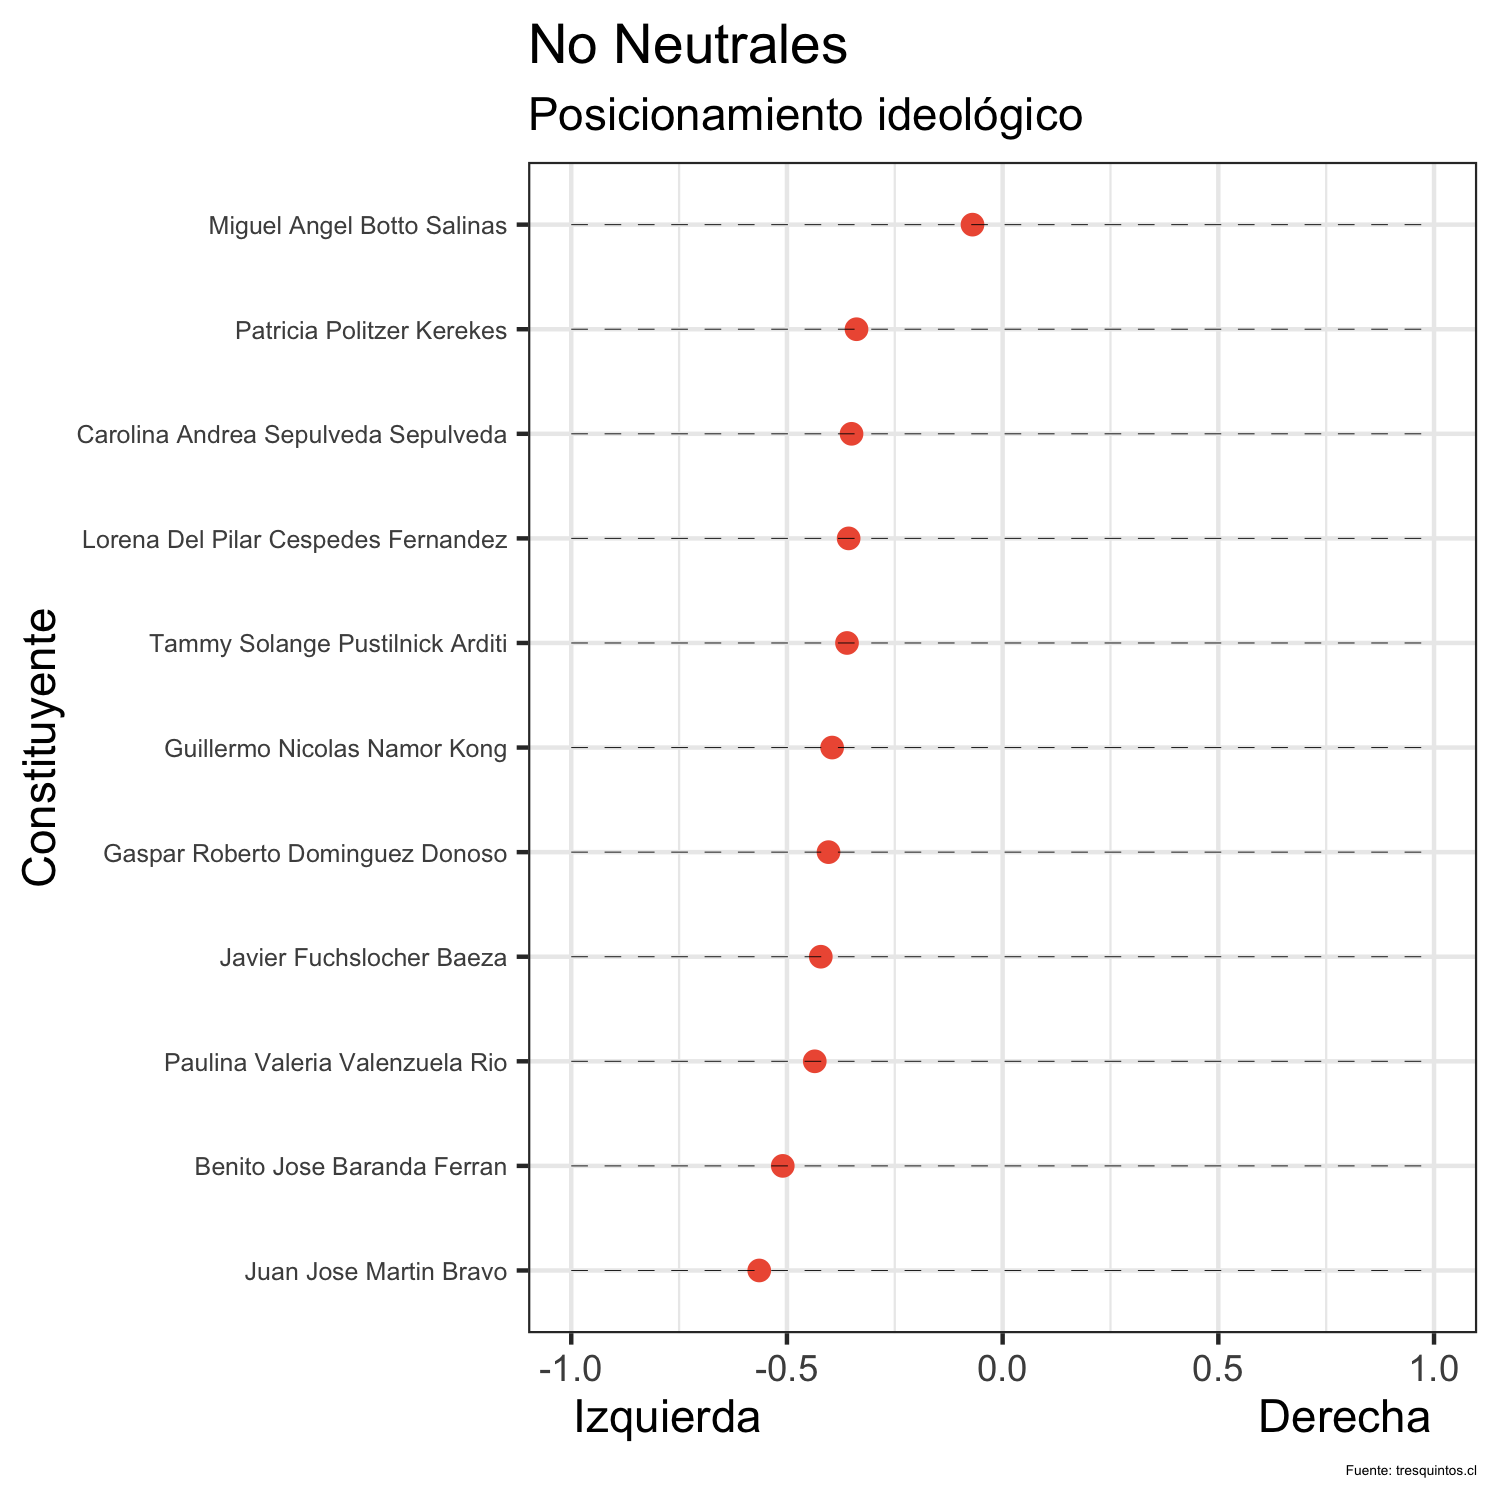 No Neutrales
Posicionamiento ideológico
Constituyente
Miguel Angel Botto Salinas
Patricia Politzer Kerekes
Carolina Andrea Sepulveda Sepulveda
Lorena Del Pilar Cespedes Fernandez
Tammy Solange Pustilnick Arditi
Guillermo Nicolas Namor Kong
Gaspar Roberto Dominguez Donoso
Javier Fuchslocher Baeza
Paulina Valeria Valenzuela Rio
Benito Jose Baranda Ferran
Juan Jose Martin Bravo
-1.0 -0.5 0.0 0.5 1.0
Izquierda Derecha
Fuente: tresquintos.cl